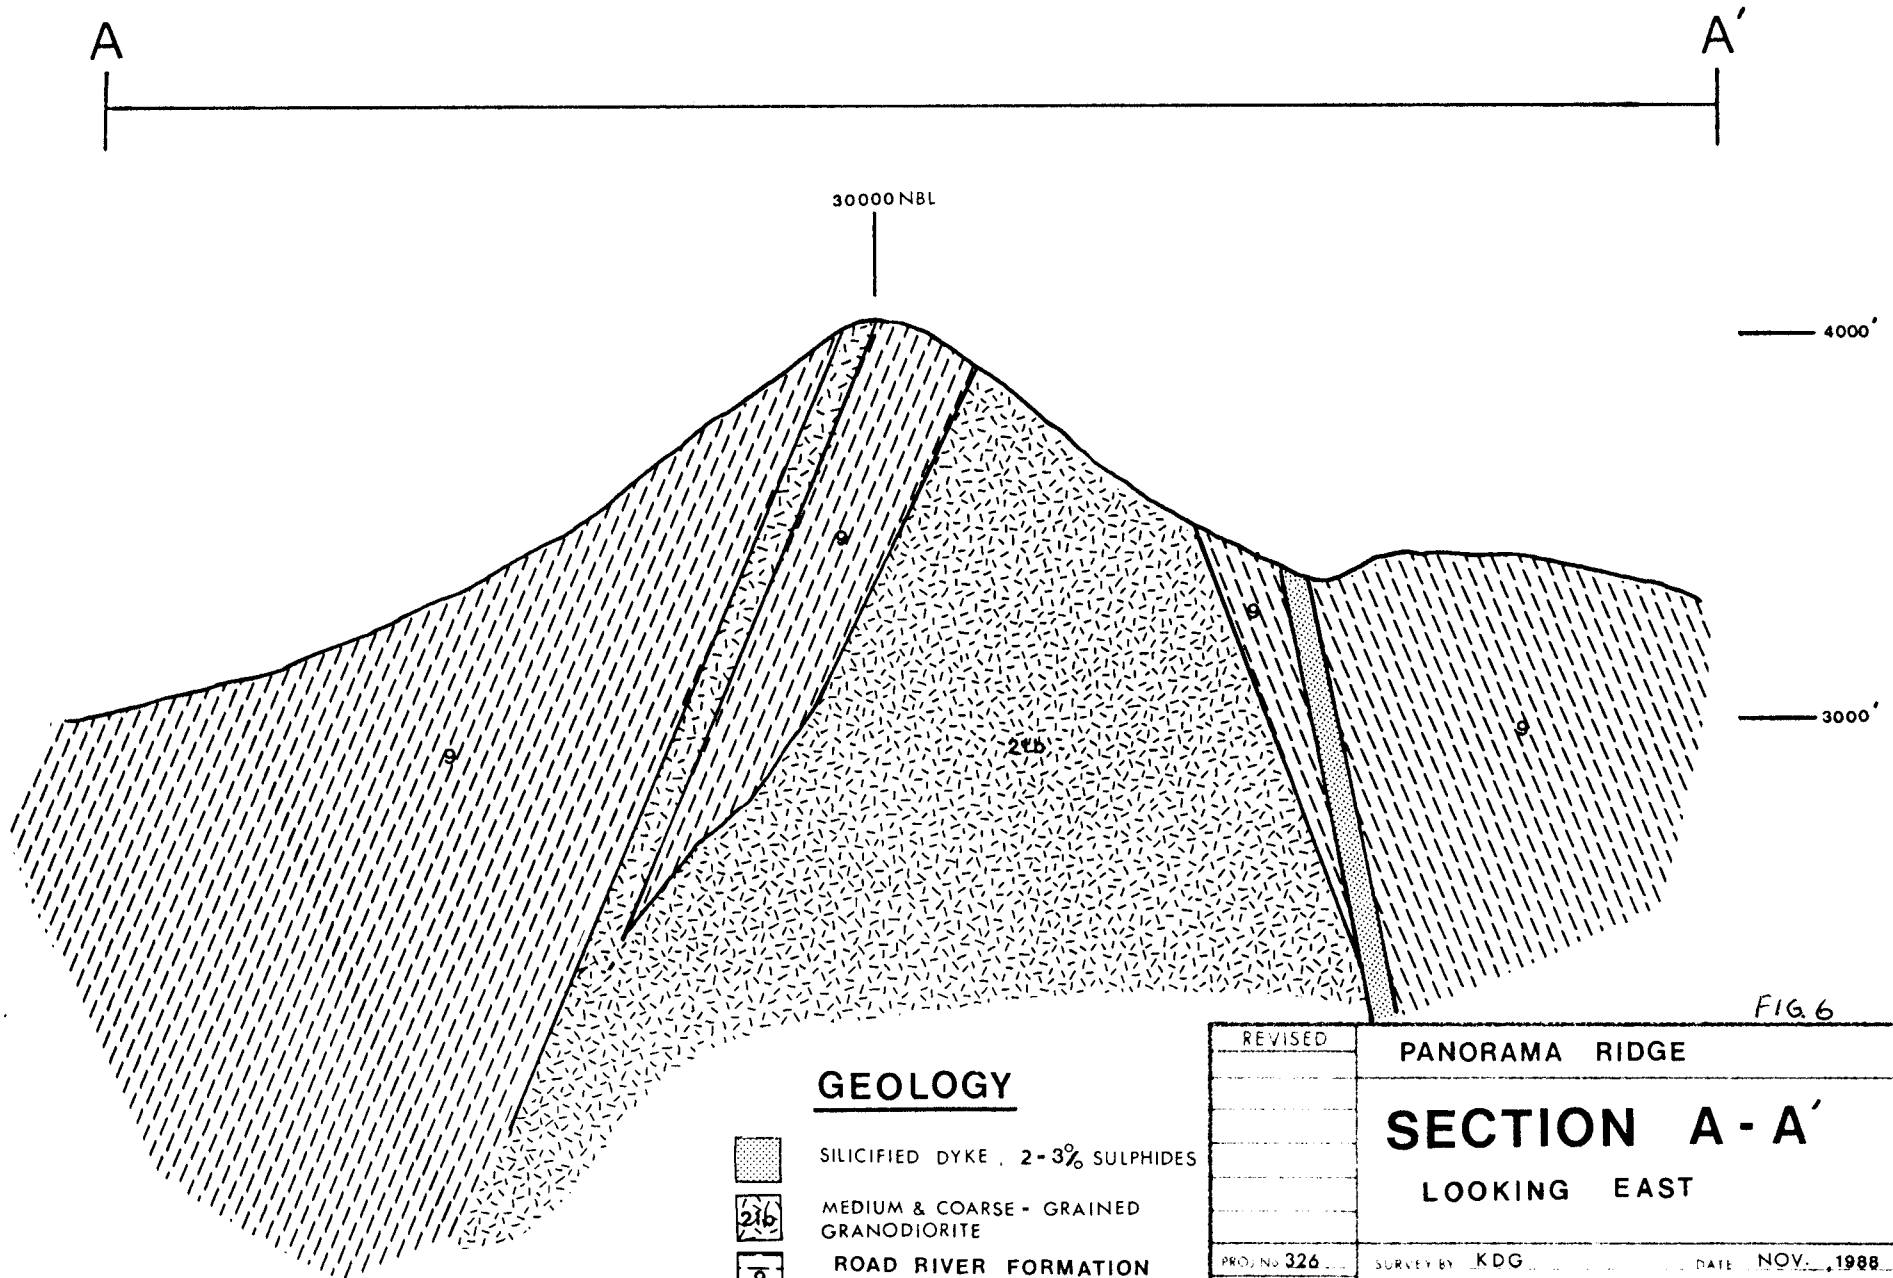 A A'
30000 NBL
4000'
9
9
3000'
9
9
FIG. 6
REVISED
PANORAMA RIDGE
GEOLOGY
SECTION A - A'
SILICIFIED DYKE, 2-3% SULPHIDES
LOOKING EAST
21b MEDIUM & COARSE - GRAINED
GRANODIORITE
9 ROAD RIVER FORMATION
PROJ. No 326 SURVEY BY KDG DATE NOV., 1988